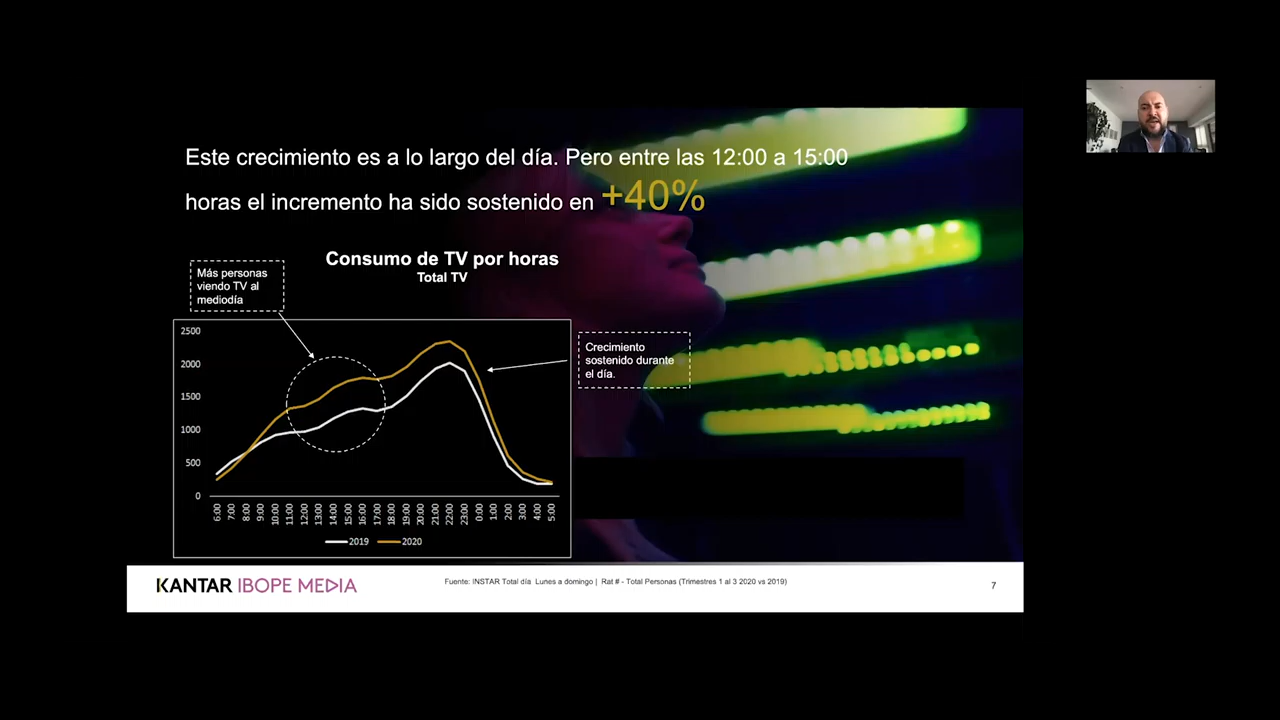 Este crecimiento es a lo largo del día. Pero entre las 12:00 a 15:00
horas el incremento ha sido sostenido en +40%
Consumo de TV por horas
Total TV
Más personas
viendo TV al
mediodía
Crecimiento
sostenido durante
el día.
2500
2000
1500
1000
500
0
6:00 7:00 8:00 9:00 10:00 11:00 12:00 13:00 14:00 15:00 16:00 17:00 18:00 19:00 20:00 21:00 22:00 23:00 0:00 1:00 2:00 3:00 4:00 5:00
2019 2020
KANTAR IBOPE MEDIA
Fuente: INSTAR Total día Lunes a domingo | Rat # - Total Personas (Trimestres 1 al 3 2020 vs 2019)
7